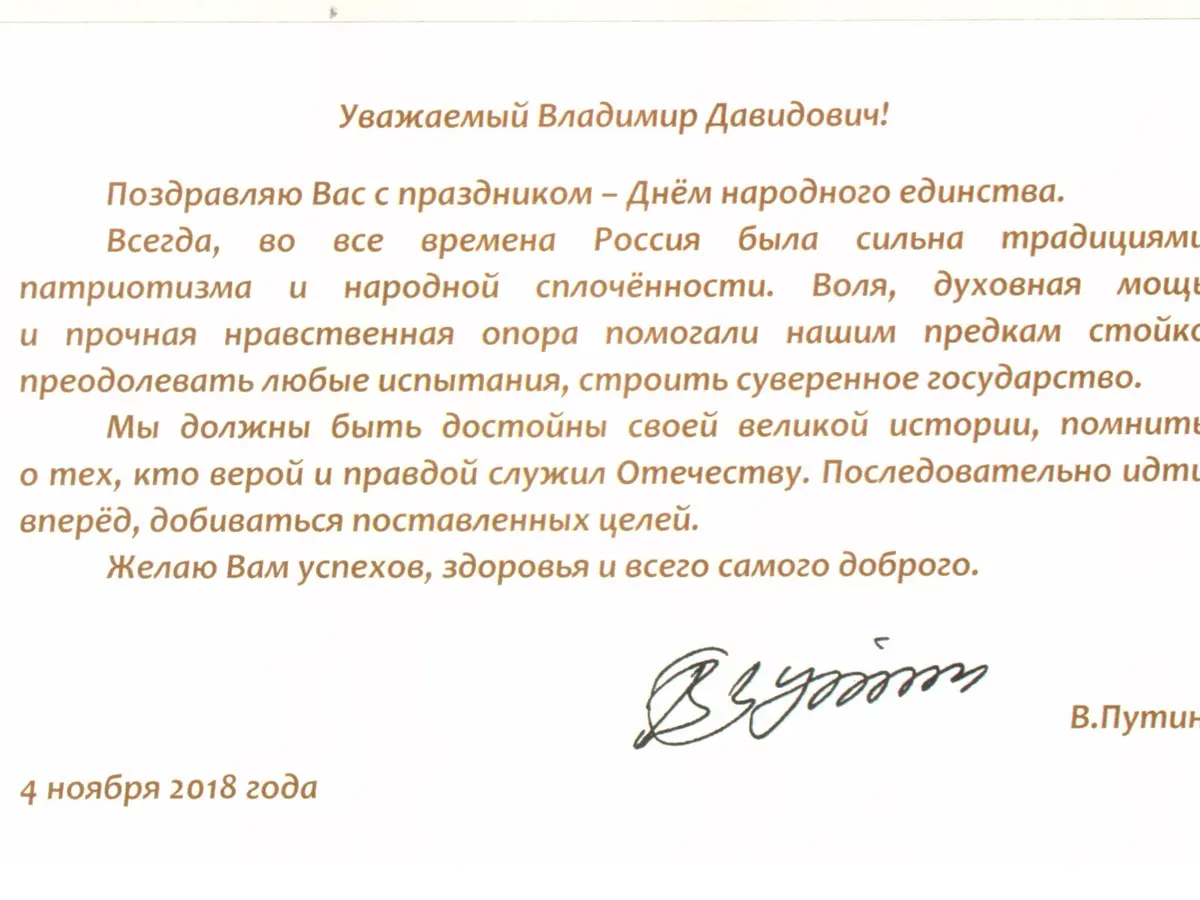 Уважаемый Владимир Давидович!
Поздравляю Вас с праздником – Днём народного единства.
Всегда, во все времена Россия была сильна традициями
патриотизма и народной сплочённости. Воля, духовная мощь
и прочная нравственная опора помогали нашим предкам стойко
преодолевать любые испытания, строить суверенное государство.
Мы должны быть достойны своей великой истории, помнить
о тех, кто верой и правдой служил Отечеству. Последовательно идти
вперёд, добиваться поставленных целей.
Желаю Вам успехов, здоровья и всего самого доброго.
В.Путин
4 ноября 2018 года